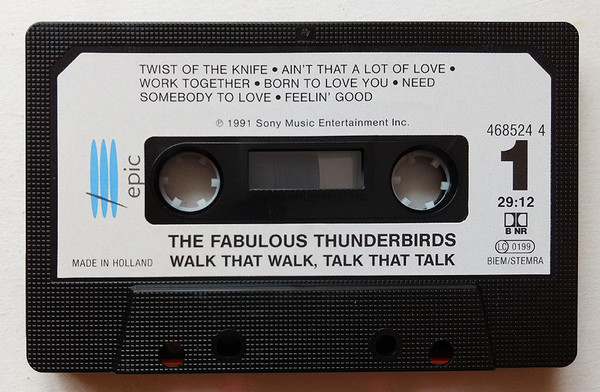 TWIST OF THE KNIFE • AIN'T THAT A LOT OF LOVE •
WORK TOGETHER • BORN TO LOVE YOU • NEED
SOMEBODY TO LOVE • FEELIN' GOOD
℗ 1991 Sony Music Entertainment Inc.
468524 4
epic
1
29:12
B NR
LC 0199
THE FABULOUS THUNDERBIRDS
MADE IN HOLLAND
WALK THAT WALK, TALK THAT TALK
BIEM/STEMRA